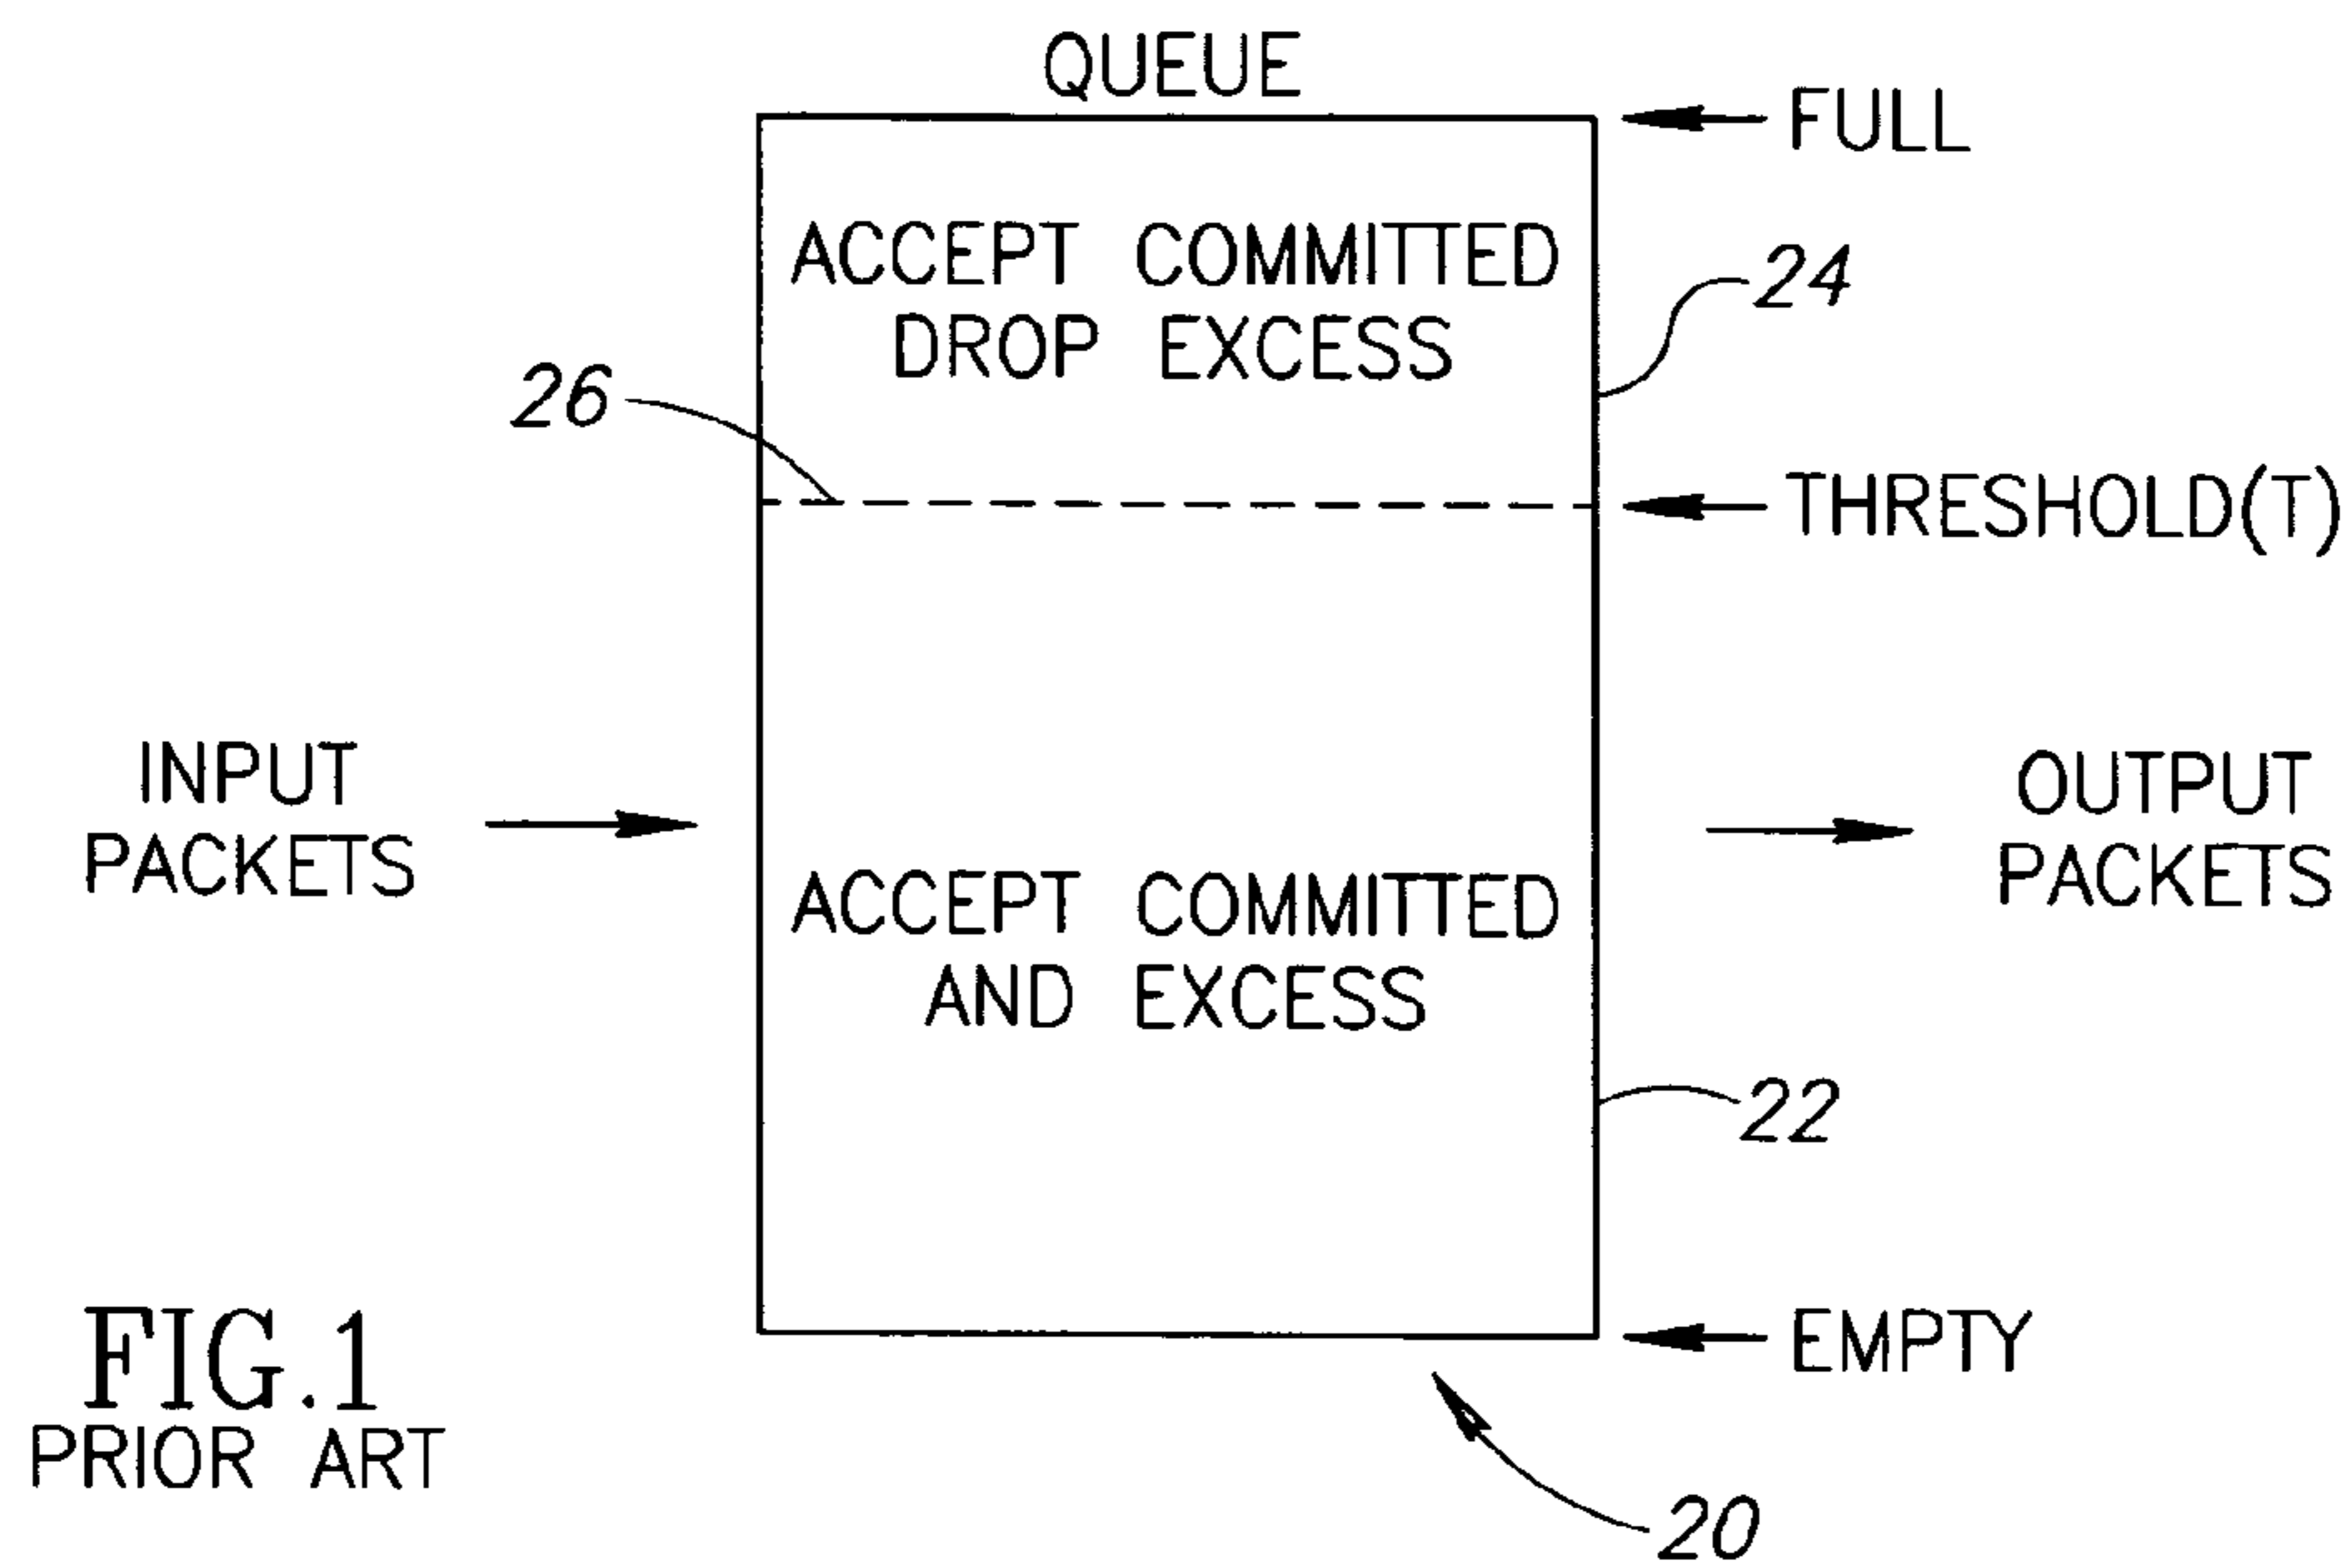 QUEUE
FULL
ACCEPT COMMITTED
DROP EXCESS
24
26
THRESHOLD(T)
INPUT
PACKETS
OUTPUT
PACKETS
ACCEPT COMMITTED
AND EXCESS
22
EMPTY
FIG.1
PRIOR ART
20